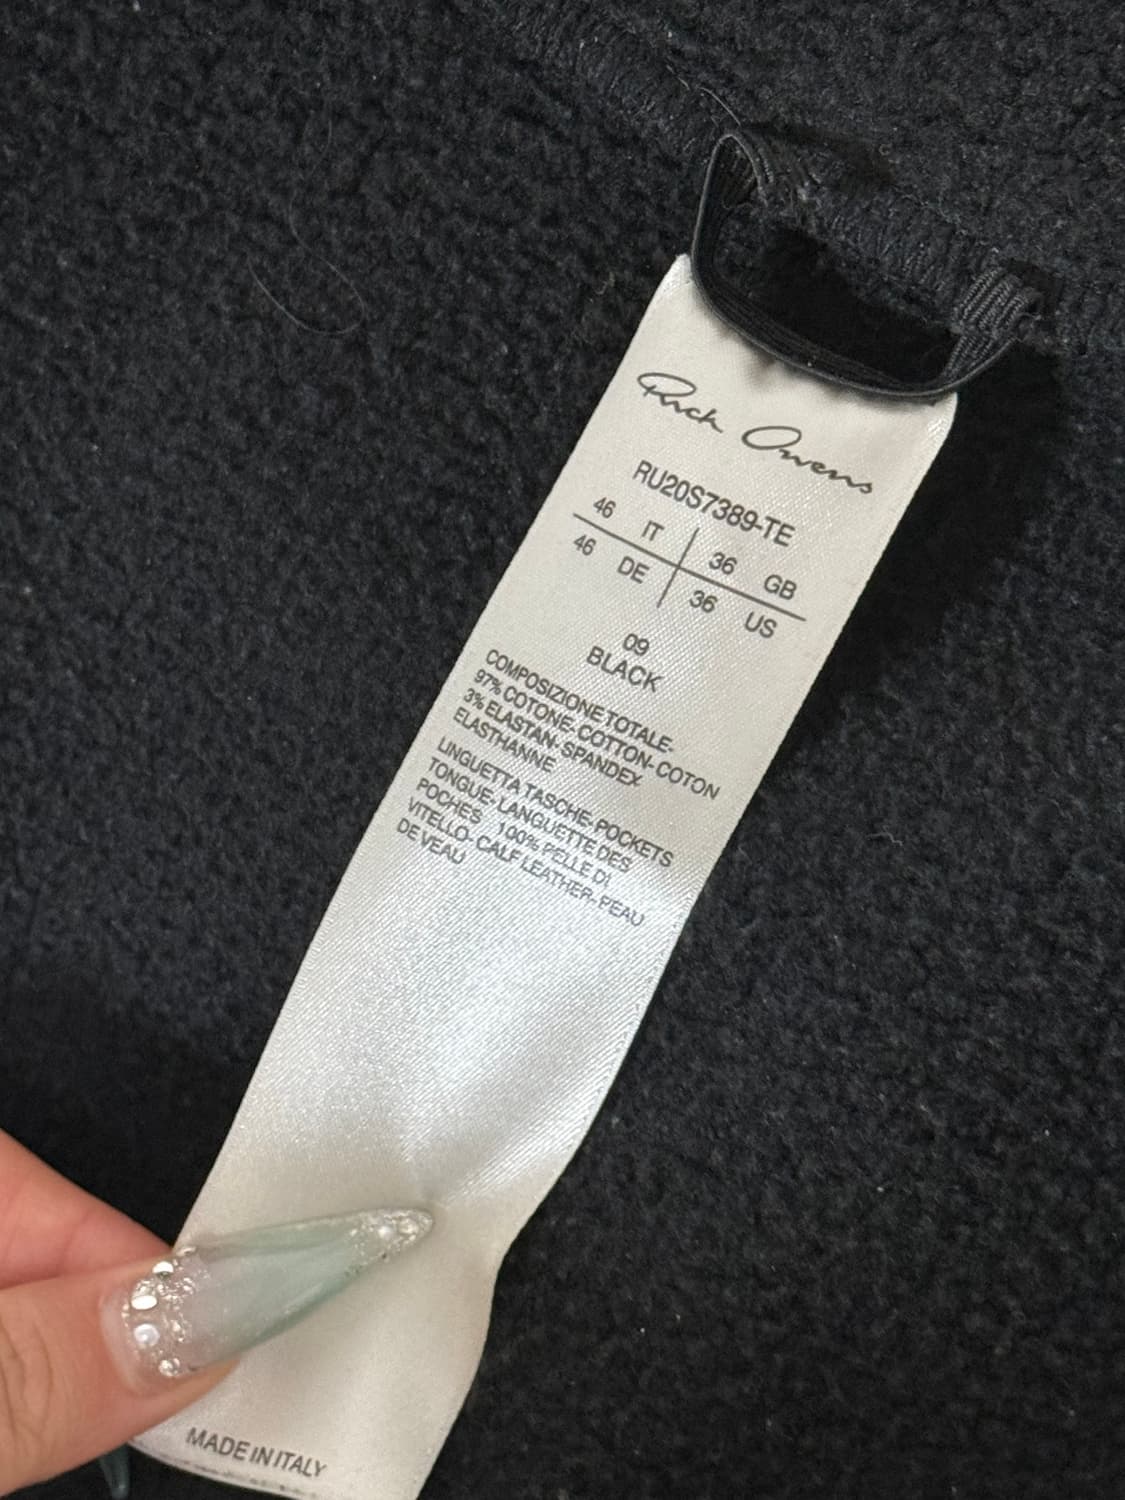 Rick Owens
RU20S7389-TE
46 IT 36 GB
46 DE 36 US
09
BLACK
COMPOSIZIONE TOTALE-
97% COTONE- COTTON- COTON
3% ELASTAN- SPANDEX-
ELASTHANNE
LINGUETTA TASCHE- POCKETS
TONGUE- LANGUETTE DES
POCHES 100% PELLE DI
VITELLO- CALF LEATHER- PEAU
DE VEAU
MADE IN ITALY